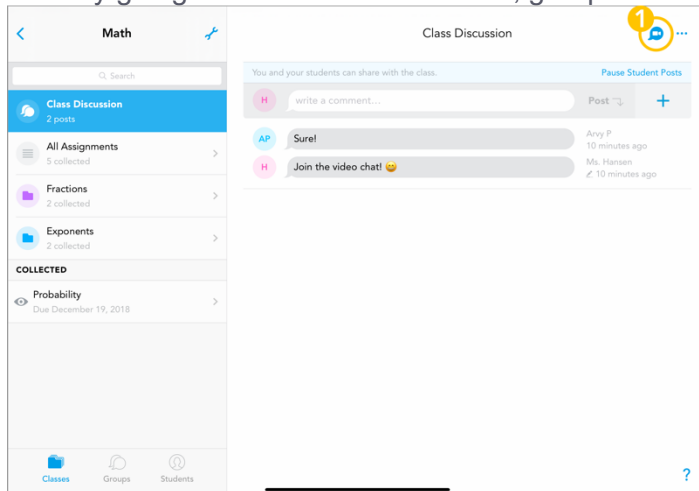 Math
Search
Class Discussion
2 posts
All Assignments
5 collected
Fractions
2 collected
Exponents
2 collected
COLLECTED
Probability
Due December 19, 2018
Classes
Groups
Students
Class Discussion
1
You and your students can share with the class.
Pause Student Posts
H
write a comment...
Post
+
AP
Sure!
Arvy P
10 minutes ago
H
Join the video chat! 😀
Ms. Hansen
10 minutes ago
?